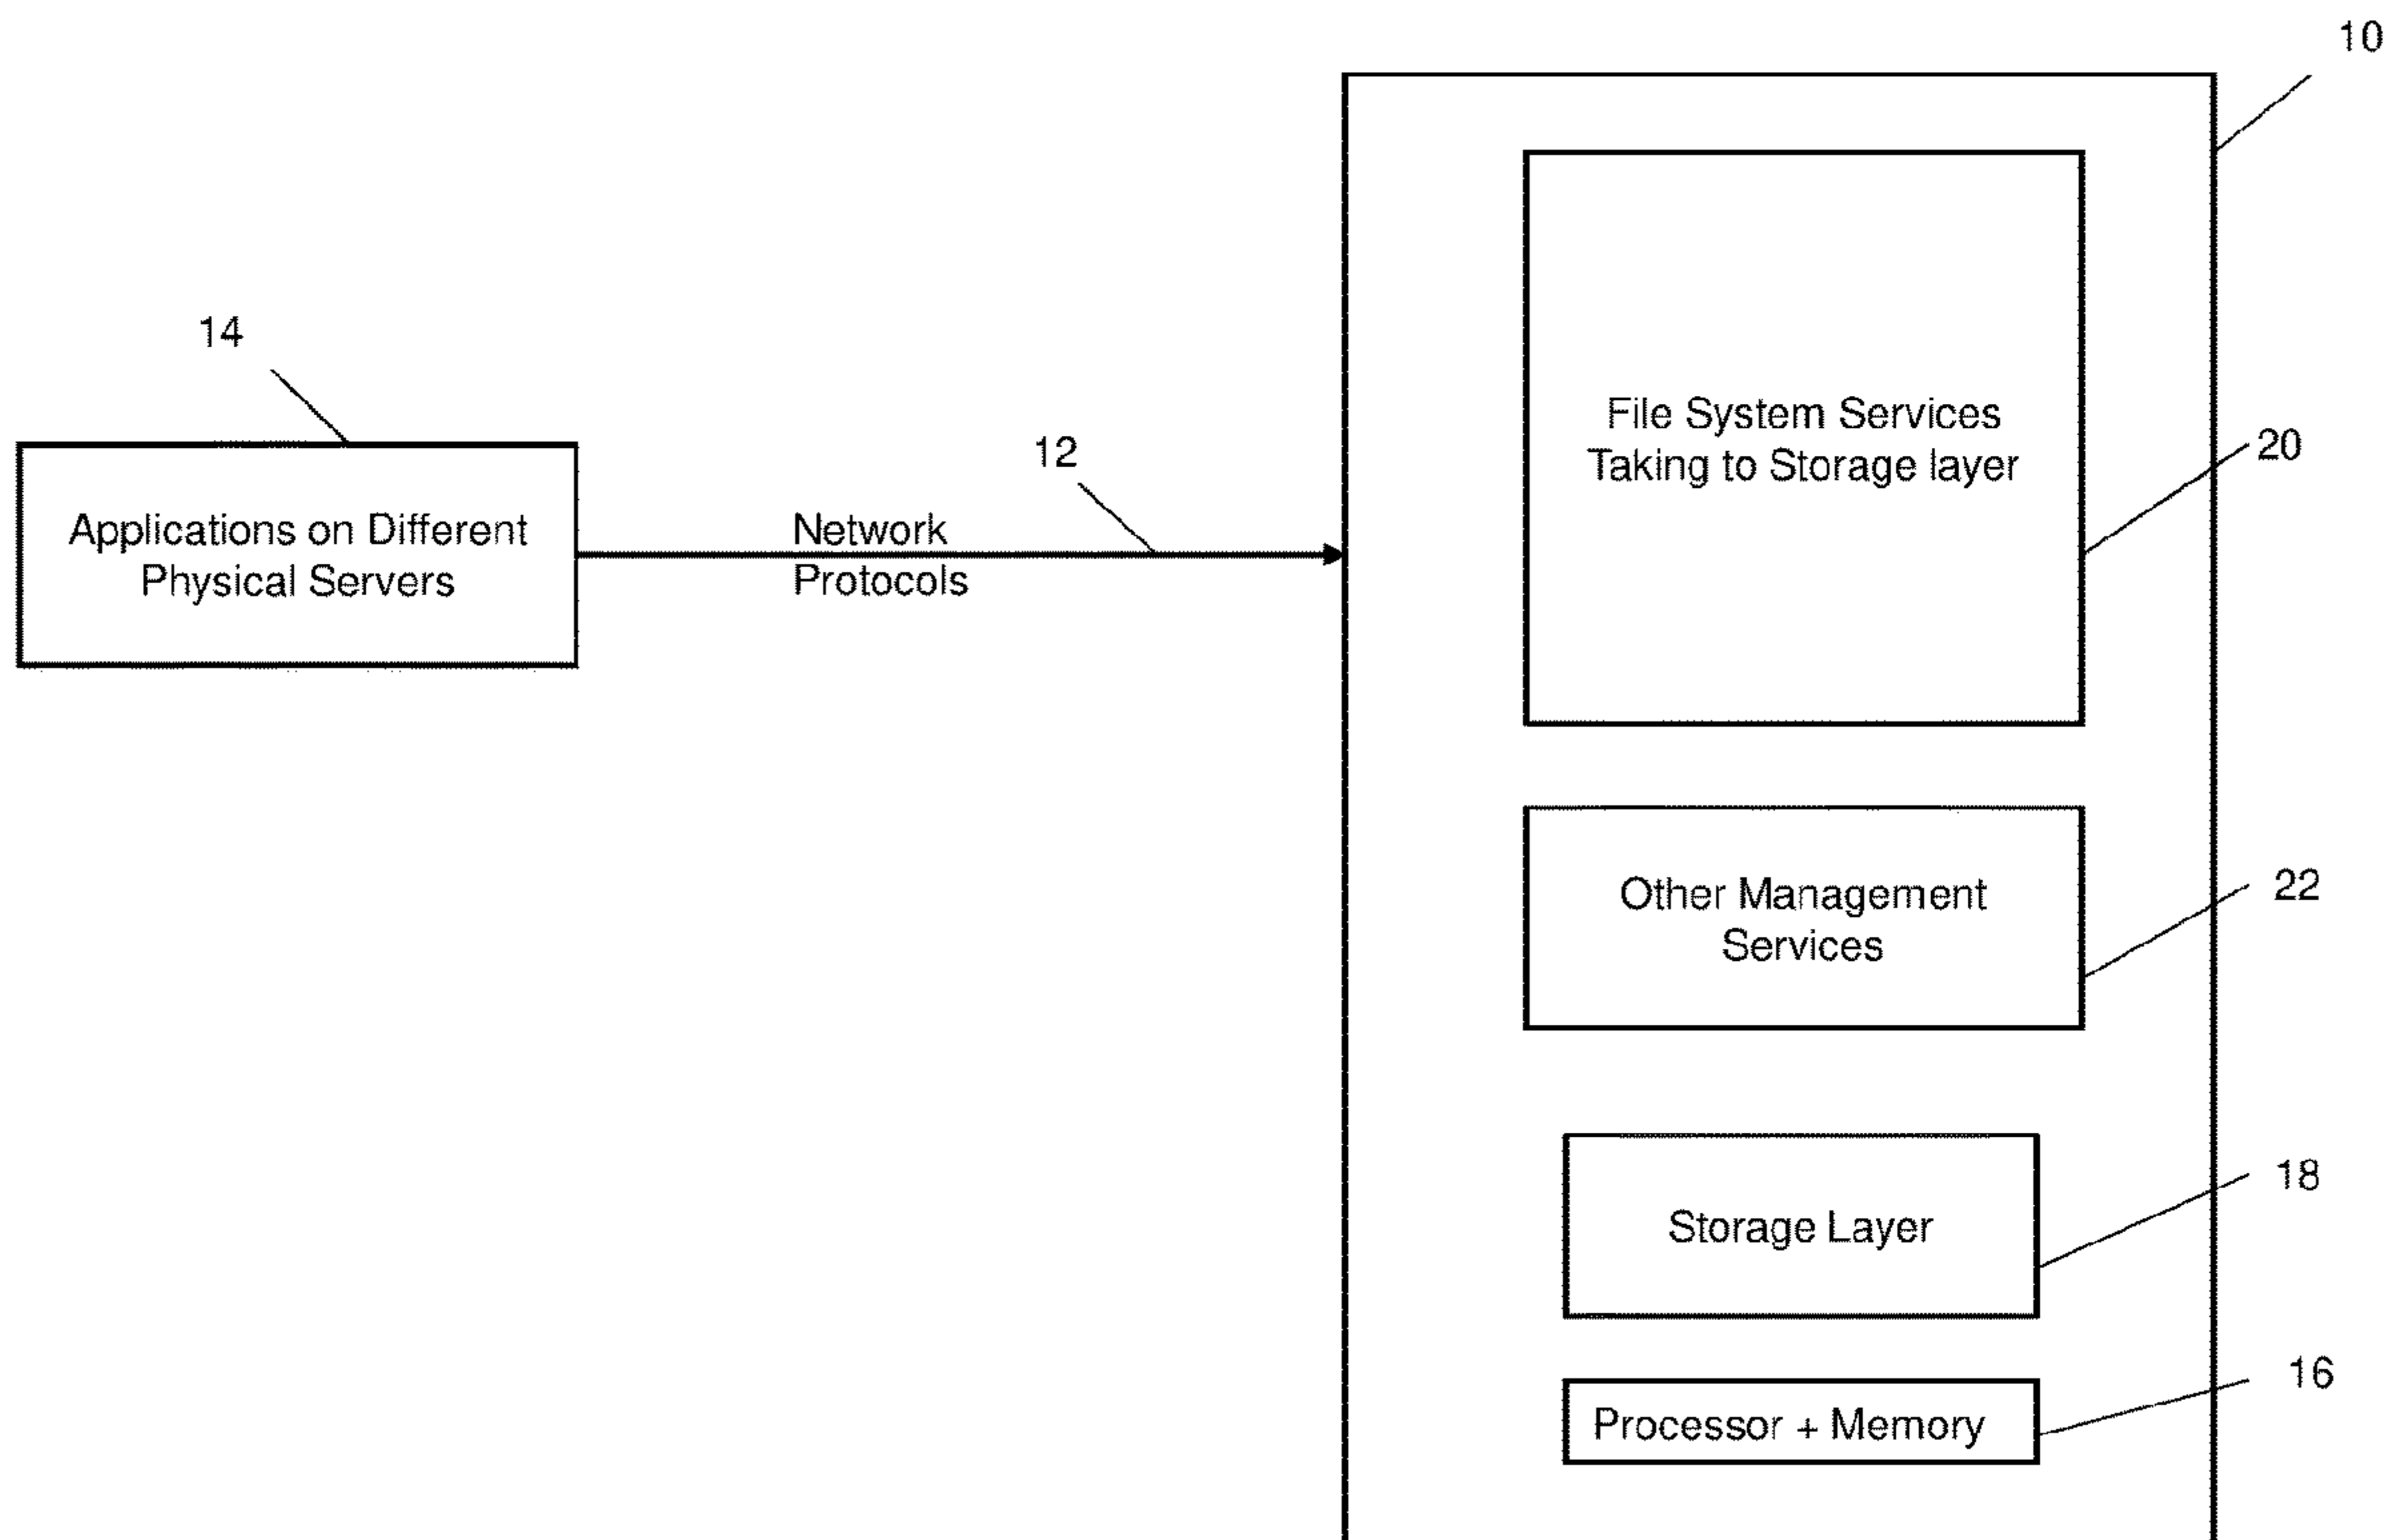 10
14
12
Applications on Different
Physical Servers
Network
Protocols
File System Services
Taking to Storage layer
20
Other Management
Services
22
Storage Layer
18
Processor + Memory
16